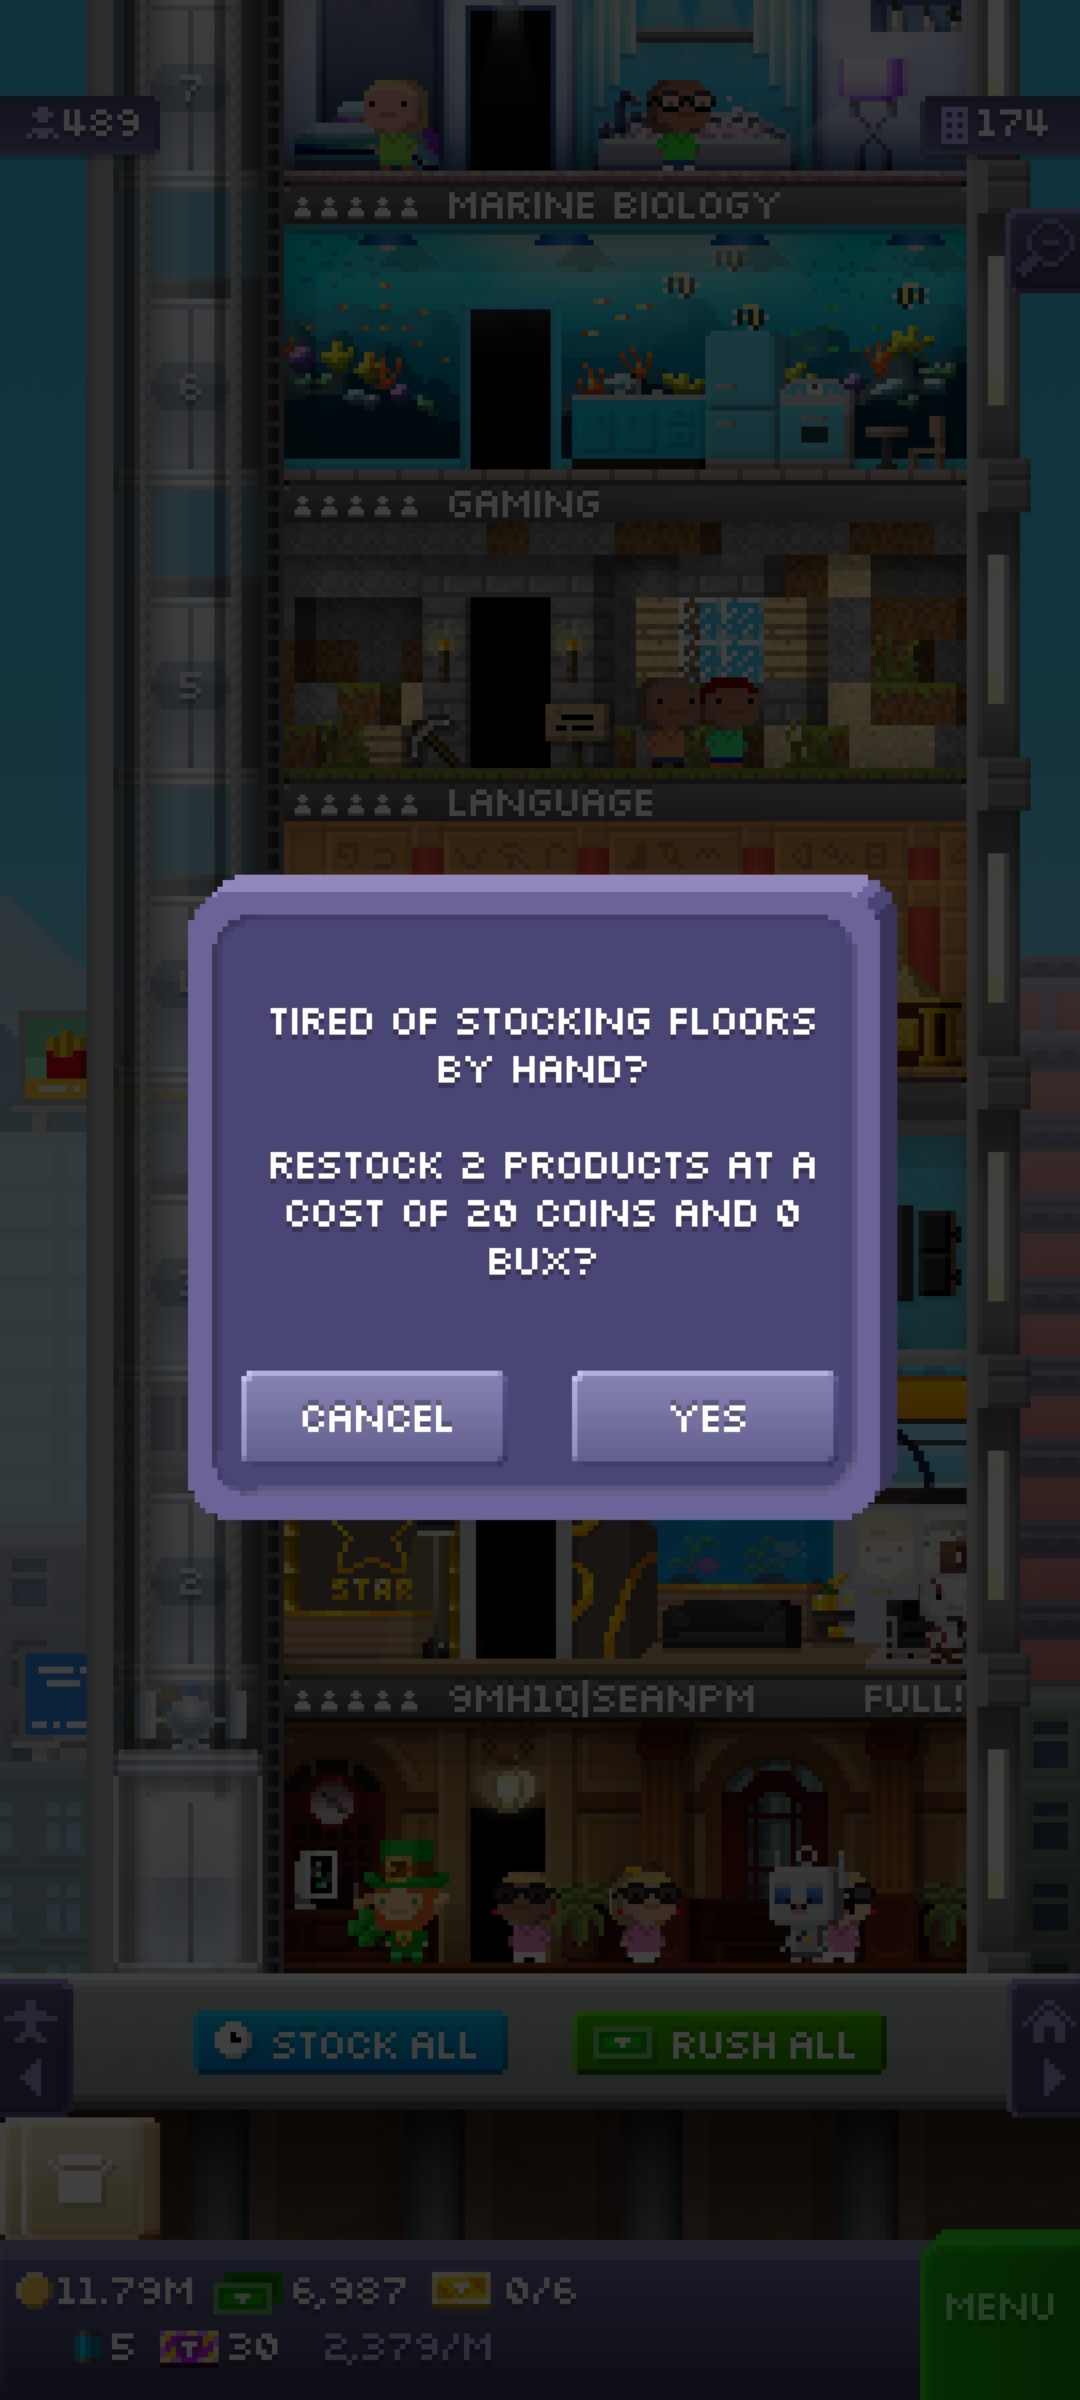 7
489
174
MARINE BIOLOGY
6
GAMING
5
LANGUAGE
TIRED OF STOCKING FLOORS
BY HAND?
RESTOCK 2 PRODUCTS AT A
COST OF 20 COINS AND 0
BUX?
CANCEL
YES
2
STAR
9MH1Q|SEANPM
FULL!
STOCK ALL
RUSH ALL
11.79M
6,987
0/6
MENU
5
30
2,379/M